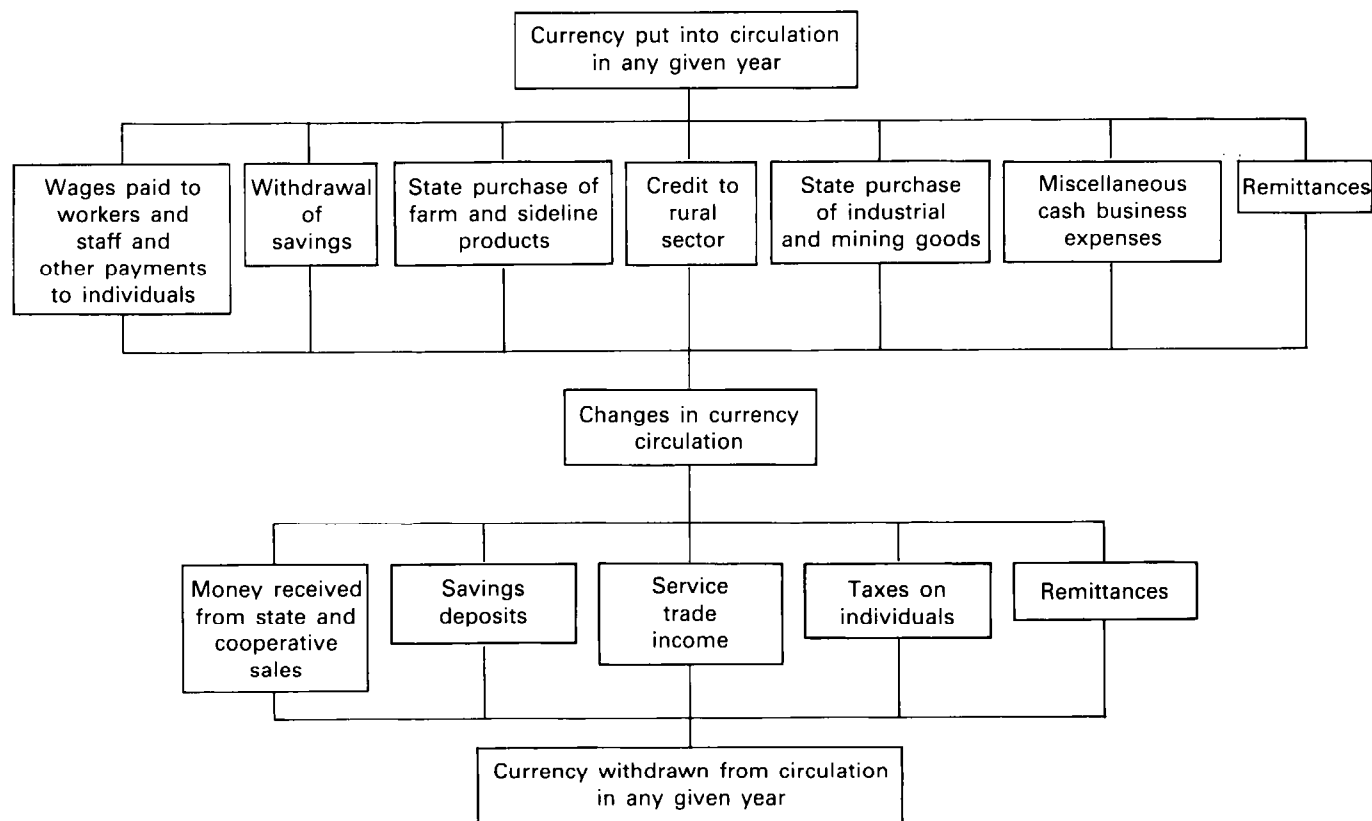 Currency put into circulation
in any given year
Wages paid to
workers and
staff and
other payments
to individuals
Withdrawal
of
savings
State purchase of
farm and sideline
products
Credit to
rural
sector
State purchase
of industrial
and mining goods
Miscellaneous
cash business
expenses
Remittances
Changes in currency
circulation
Money received
from state and
cooperative
sales
Savings
deposits
Service
trade
income
Taxes on
individuals
Remittances
Currency withdrawn from circulation
in any given year